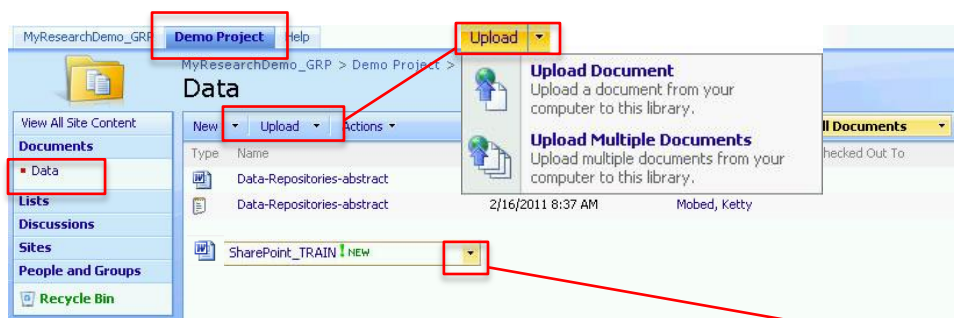 MyResearchDemo_GRP Demo Project Help
MyResearchDemo_GRP > Demo Project >
Data
Upload
Upload Document
Upload a document from your
computer to this library.
Upload Multiple Documents
Upload multiple documents from your
computer to this library.
View All Site Content
Documents
Data
Lists
Discussions
Sites
People and Groups
Recycle Bin
New Upload Actions
Documents
Type Name Out To
Data-Repositories-abstract
Data-Repositories-abstract 2/16/2011 8:37 AM Mobed, Ketty
SharePoint_TRAIN ! NEW